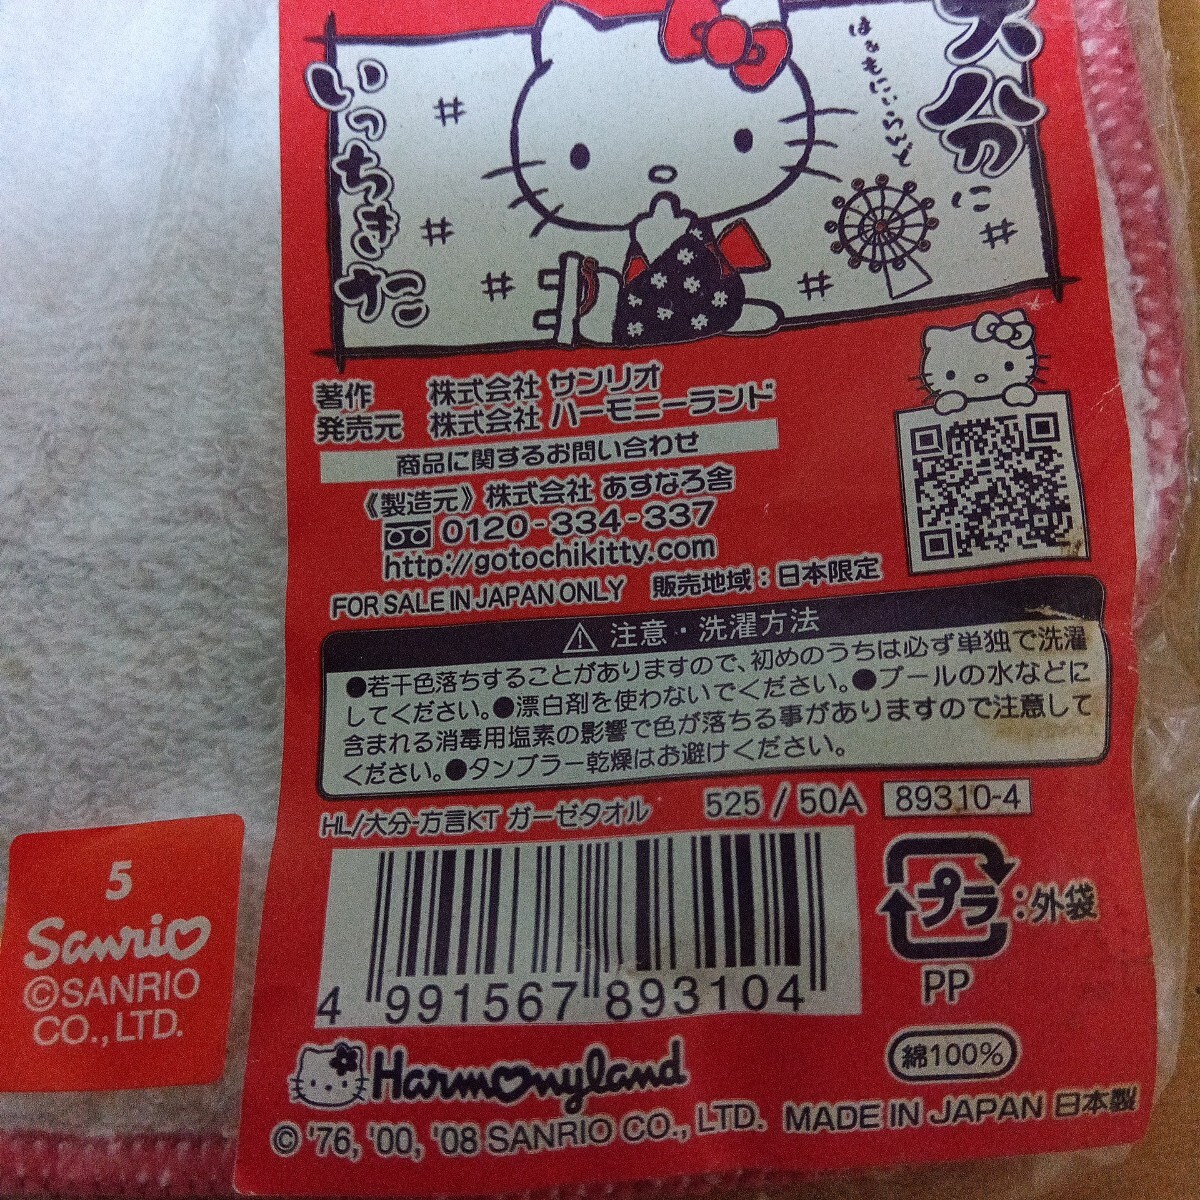 大分に
いっちきた
はあもにぃらんど
著作 株式会社 サンリオ
発売元 株式会社 ハーモニーランド
商品に関するお問い合わせ
《製造元》 株式会社 あすなろ舎
0120-334-337
http://gotochikitty.com
FOR SALE IN JAPAN ONLY 販売地域：日本限定
注意・洗濯方法
●若干色落ちすることがありますので、初めのうちは必ず単独で洗濯
してください。●漂白剤を使わないでください。●プールの水などに
含まれる消毒用塩素の影響で色が落ちる事がありますので注意して
ください。●タンブラー乾燥はお避けください。
HL/大分-方言KT ガーゼタオル 525 / 50A 89310-4
4 991567 893104
プラ：外袋
PP
綿100%
Harmonyland
© '76, '00, '08 SANRIO CO., LTD. MADE IN JAPAN 日本製
5
Sanrio
© SANRIO
CO., LTD.